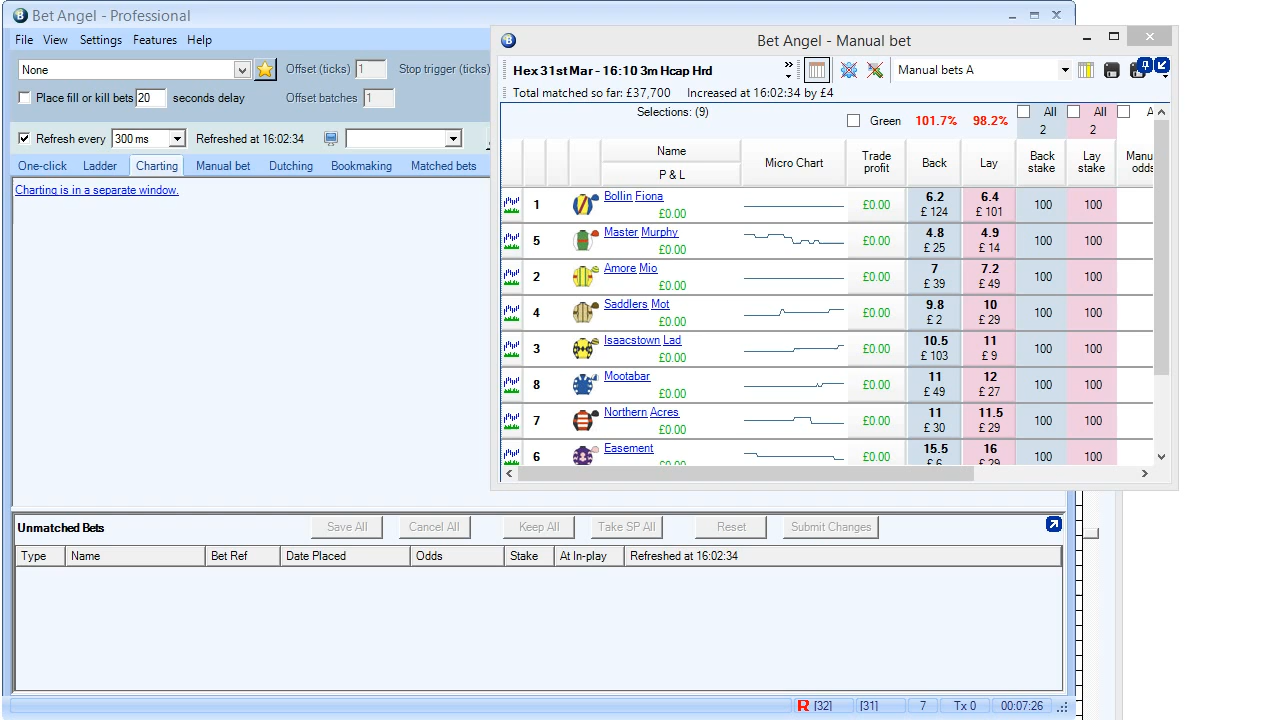 Bet Angel - Professional
File View Settings Features Help
None Offset (ticks) 1 Stop trigger (ticks)
Place fill or kill bets 20 seconds delay Offset batches 1
Refresh every 300 ms Refreshed at 16:02:34
One-click Ladder Charting Manual bet Dutching Bookmaking Matched bets
Charting is in a separate window.
Bet Angel - Manual bet
Hex 31st Mar - 16:10 3m Hcap Hrd » Manual bets A
Total matched so far: £37,700 Increased at 16:02:34 by £4
Selections: (9) Green 101.7% 98.2% All 2 All 2 A
Name P & L Micro Chart Trade profit Back Lay Back stake Lay stake Manu odds
1 Bollin Fiona £0.00 £0.00 6.2 £ 124 6.4 £ 101 100 100
5 Master Murphy £0.00 £0.00 4.8 £ 25 4.9 £ 14 100 100
2 Amore Mio £0.00 £0.00 7 £ 39 7.2 £ 49 100 100
4 Saddlers Mot £0.00 £0.00 9.8 £ 2 10 £ 29 100 100
3 Isaacstown Lad £0.00 £0.00 10.5 £ 103 11 £ 9 100 100
8 Mootabar £0.00 £0.00 11 £ 49 12 £ 27 100 100
7 Northern Acres £0.00 £0.00 11 £ 30 11.5 £ 29 100 100
6 Easement £0.00 £0.00 15.5 £ 6 16 £ 29 100 100
Unmatched Bets Save All Cancel All Keep All Take SP All Reset Submit Changes
Type Name Bet Ref Date Placed Odds Stake At In-play Refreshed at 16:02:34
R [32] [31] 7 Tx 0 00:07:26